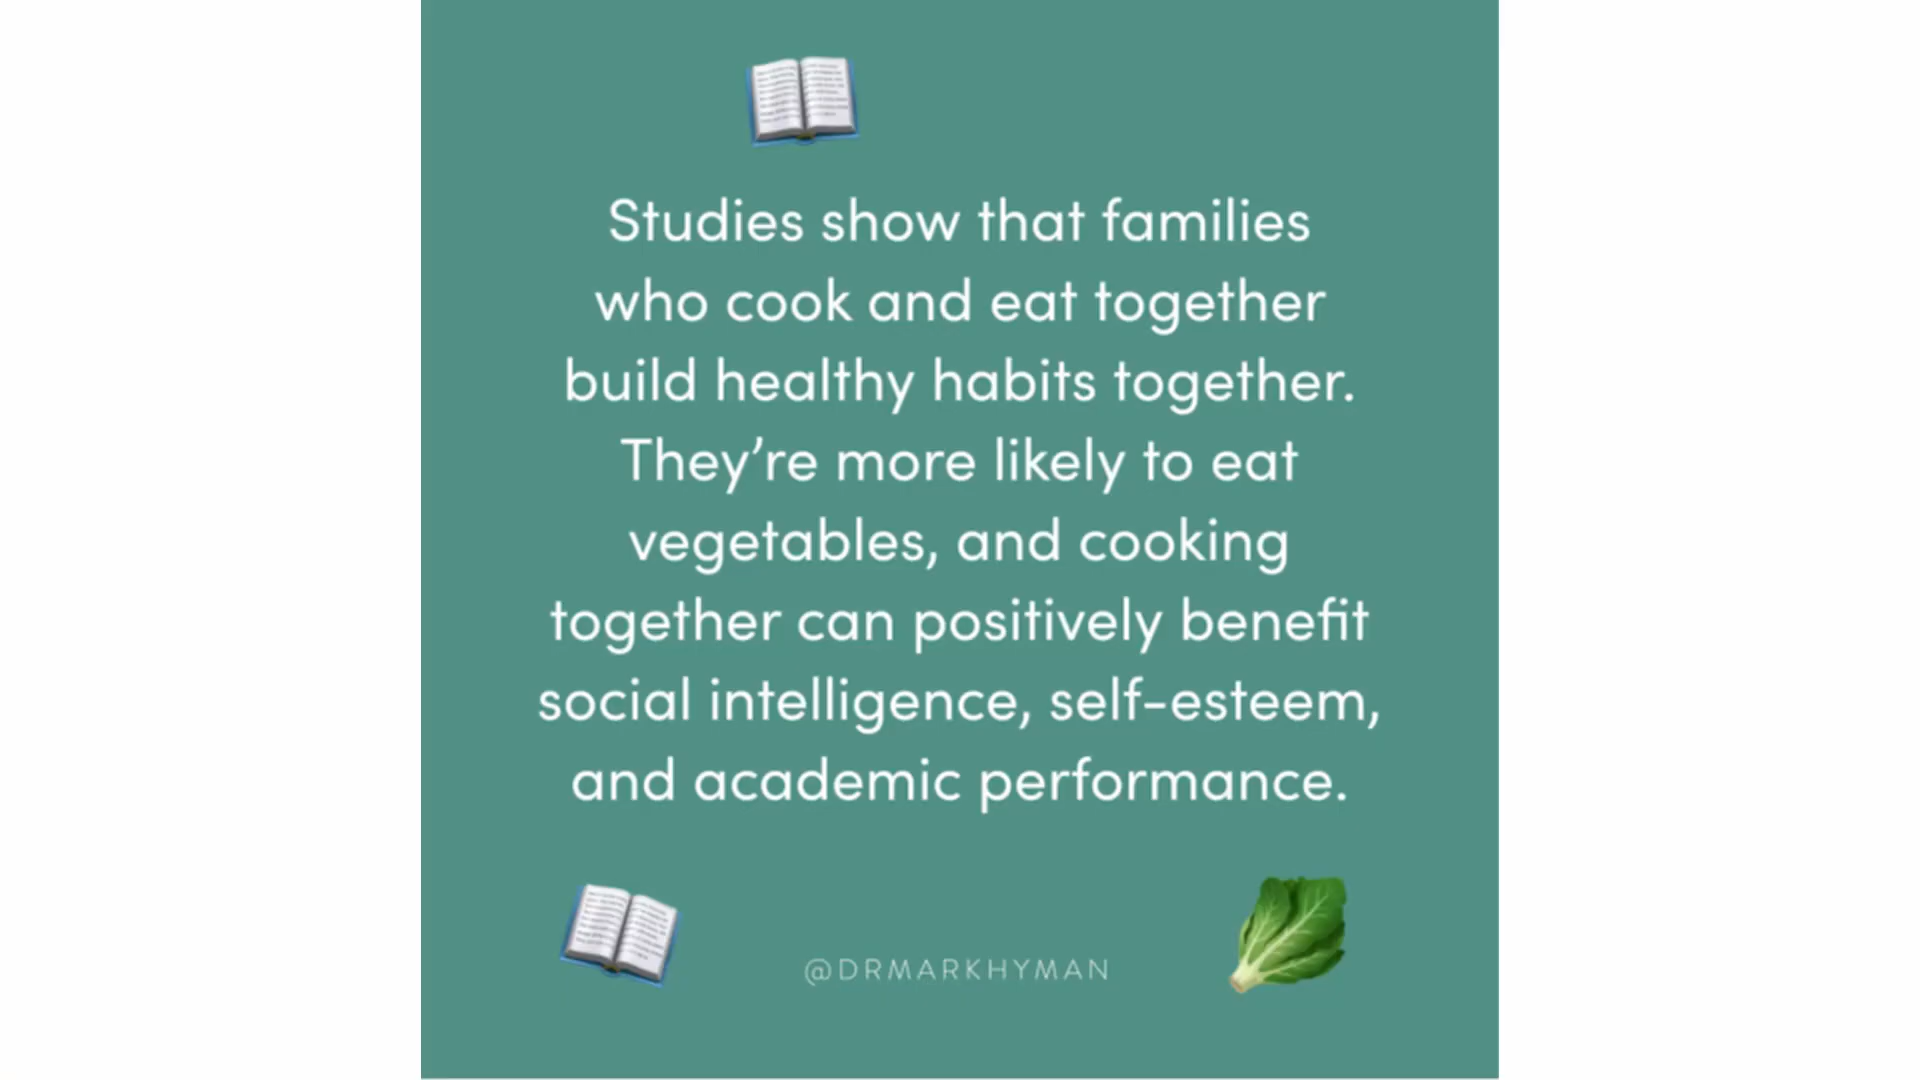 Studies show that families
who cook and eat together
build healthy habits together.
They’re more likely to eat
vegetables, and cooking
together can positively benefit
social intelligence, self-esteem,
and academic performance.
@DRMARKHYMAN